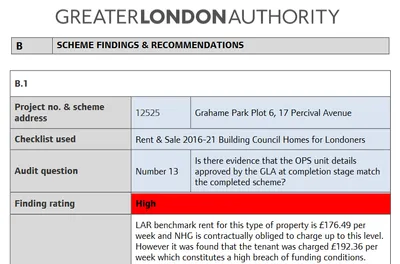 GREATERLONDONAUTHORITY
B SCHEME FINDINGS & RECOMMENDATIONS
B.1
Project no. & scheme
address
12525
Grahame Park Plot 6, 17 Percival Avenue
Checklist used
Rent & Sale 2016-21 Building Council Homes for Londoners
Audit question
Number 13
Is there evidence that the OPS unit details
approved by the GLA at completion stage match
the completed scheme?
Finding rating
High
LAR benchmark rent for this type of property is £176.49 per
week and NHG is contractually obliged to charge up to this level.
However it was found that the tenant was charged £192.36 per
week which constitutes a high breach of funding conditions.